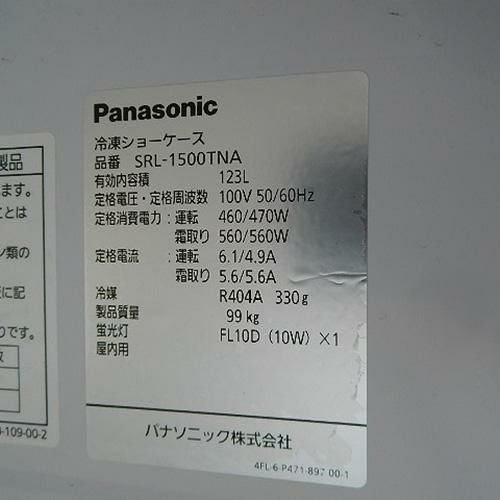 Panasonic
冷凍ショーケース
品番 SRL-1500TNA
有効内容積 123L
定格電圧・定格周波数 100V 50/60Hz
定格消費電力:運転 460/470W
霜取り 560/560W
定格電流 :運転 6.1/4.9A
霜取り 5.6/5.6A
冷媒 R404A 330g
製品質量 99 kg
蛍光灯 FL10D (10W) ×1
屋内用
パナソニック株式会社
4FL-6-P471-897 00-1
製品
ます。
ことは
ン類の
に記
りです。
数
-109-00-2